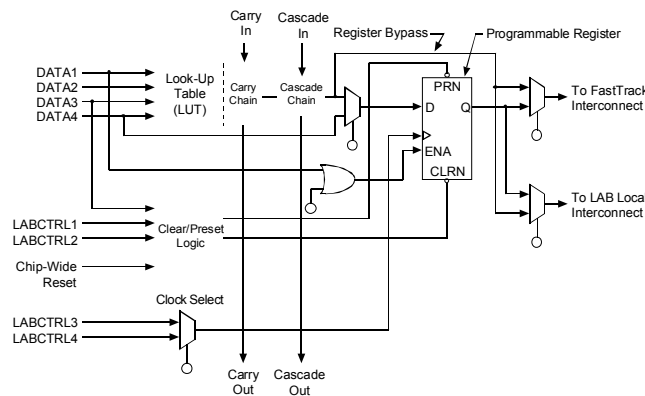 Carry
In
Cascade
In
Register Bypass
Programmable Register
DATA1
DATA2
DATA3
DATA4
Look-Up
Table
(LUT)
Carry
Chain
Cascade
Chain
PRN
D
Q
ENA
CLRN
To FastTrack
Interconnect
To LAB Local
Interconnect
LABCTRL1
LABCTRL2
Clear/Preset
Logic
Chip-Wide
Reset
Clock Select
LABCTRL3
LABCTRL4
Carry
Out
Cascade
Out